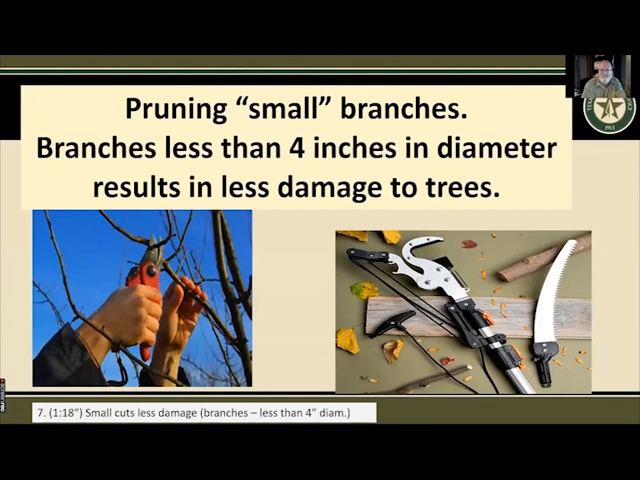 Pruning “small” branches.
Branches less than 4 inches in diameter
results in less damage to trees.
7. (1:18”) Small cuts less damage (branches – less than 4” diam.)
1915